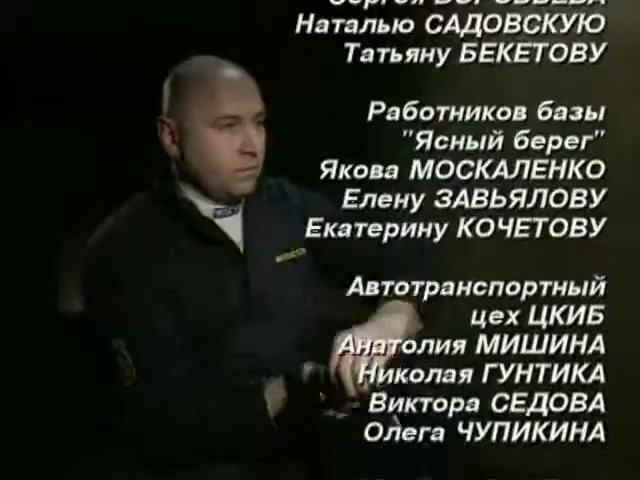 Наталью САДОВСКУЮ
Татьяну БЕКЕТОВУ
Работников базы
"Ясный берег"
Якова МОСКАЛЕНКО
Елену ЗАВЬЯЛОВУ
Екатерину КОЧЕТОВУ
Автотранспортный
цех ЦКИБ
Анатолия МИШИНА
Николая ГУНТИКА
Виктора СЕДОВА
Олега ЧУПИКИНА